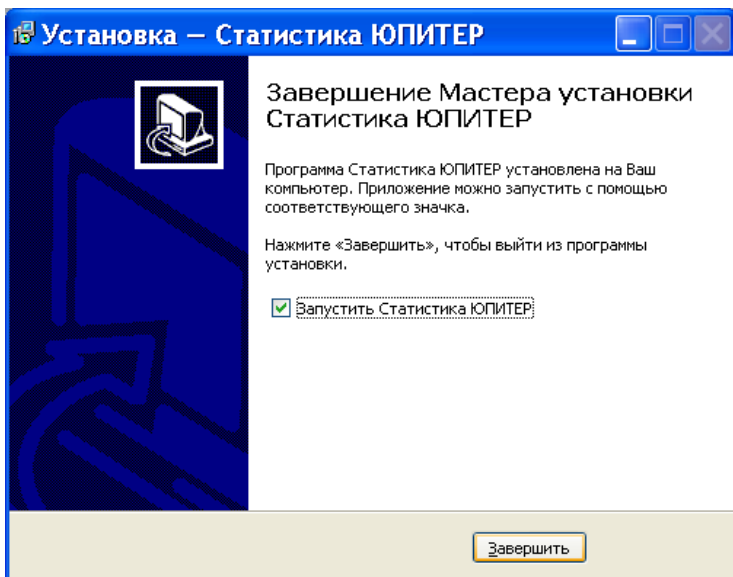 Установка — Статистика ЮПИТЕР
Завершение Мастера установки
Статистика ЮПИТЕР
Программа Статистика ЮПИТЕР установлена на Ваш
компьютер. Приложение можно запустить с помощью
соответствующего значка.
Нажмите «Завершить», чтобы выйти из программы
установки.
Запустить Статистика ЮПИТЕР
Завершить